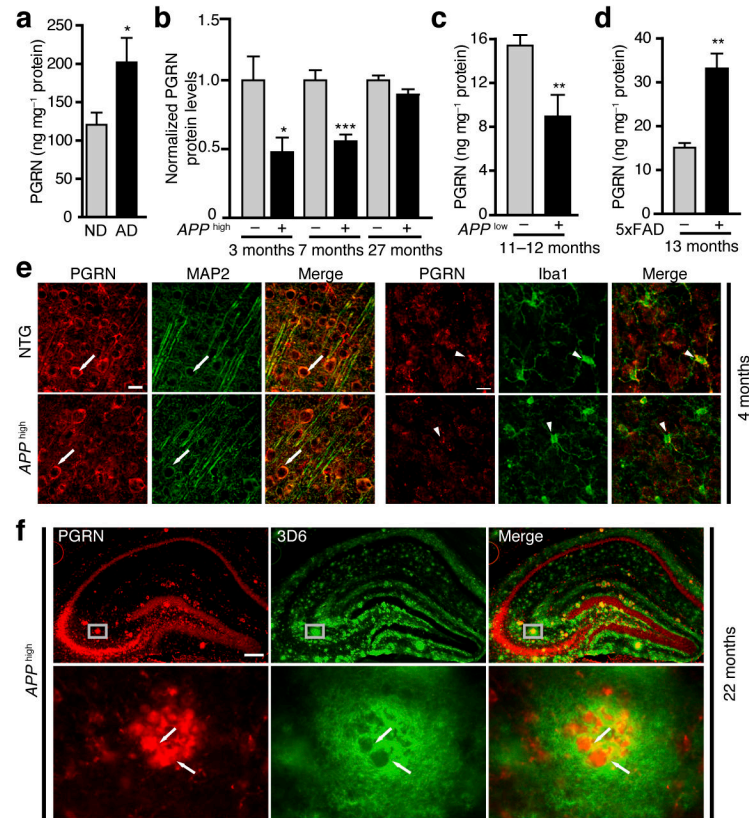 a
PGRN (ng mg⁻¹ protein)
250
200
150
100
50
0
*
ND AD
b
Normalized PGRN
protein levels
1.5
1.0
0.5
0
* ***
− + − + − +
APP high
3 months 7 months 27 months
c
PGRN (ng mg⁻¹ protein)
16
12
8
4
0
**
− +
APP low
11–12 months
d
PGRN (ng mg⁻¹ protein)
40
30
20
10
0
**
− +
5xFAD
13 months
e
PGRN MAP2 Merge PGRN Iba1 Merge
NTG
APP high
4 months
f
PGRN 3D6 Merge
APP high
22 months